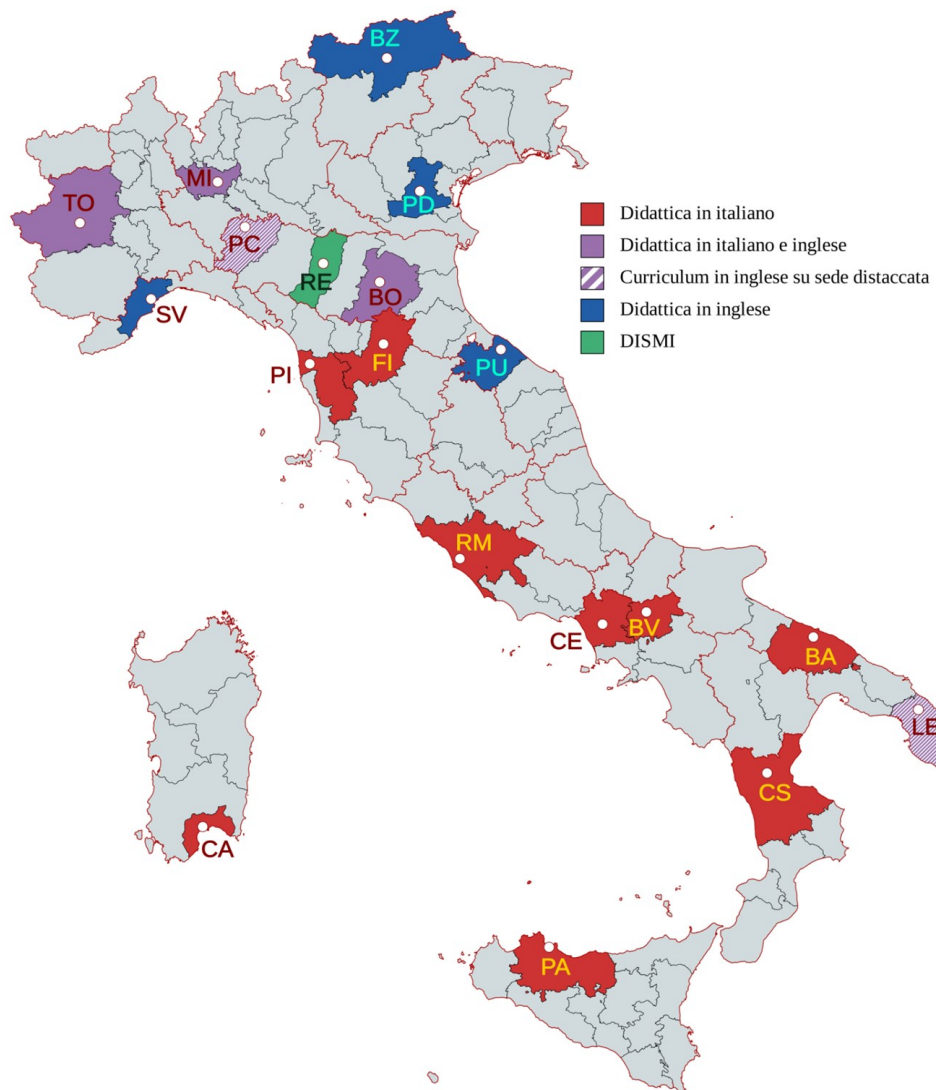 BZ
MI
TO
PD
PC
RE
BO
SV
PI
FI
PU
Didattica in italiano
Didattica in italiano e inglese
Curriculum in inglese su sede distaccata
Didattica in inglese
DISMI
RM
CE
BV
BA
LE
CS
CA
PA